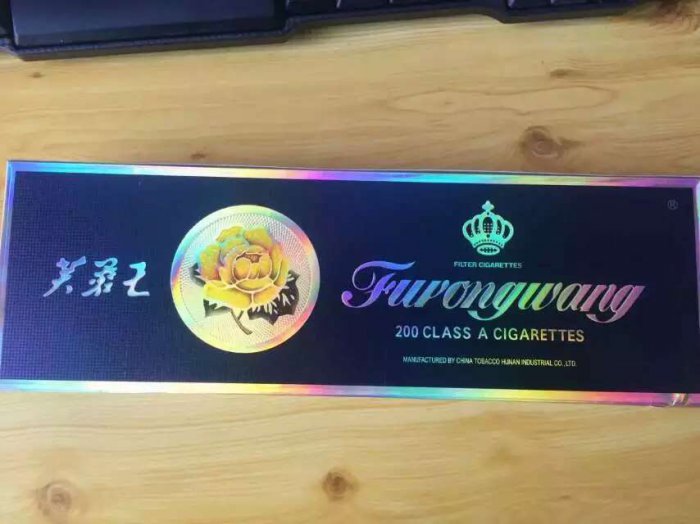 芙蓉王
®
FILTER CIGARETTES
Furongwang
200 CLASS A CIGARETTES
MANUFACTURED BY CHINA TOBACCO HUNAN INDUSTRIAL CO.,LTD.